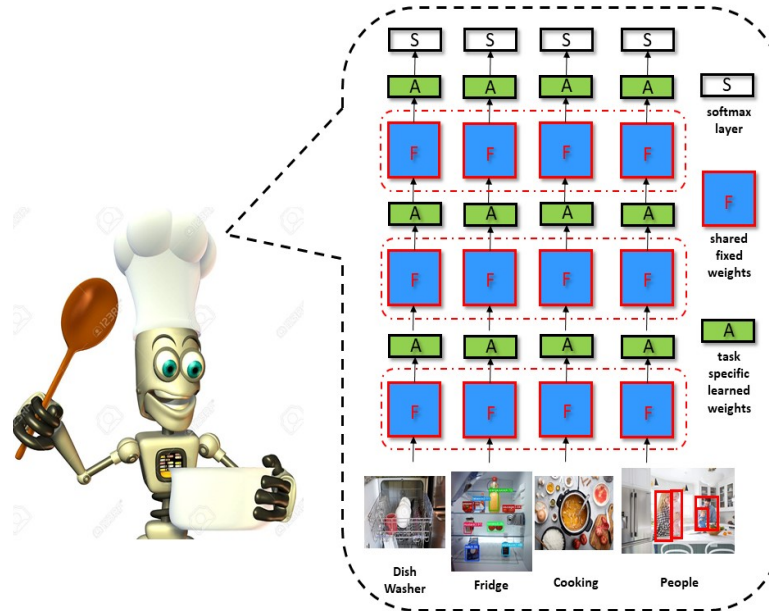 S S S S
A A A A
S
softmax
layer
F F F F
A A A A
F
shared
fixed
weights
F F F F
A A A A
A
task
specific
learned
weights
F F F F
Dish
Washer
Fridge
Cooking
People